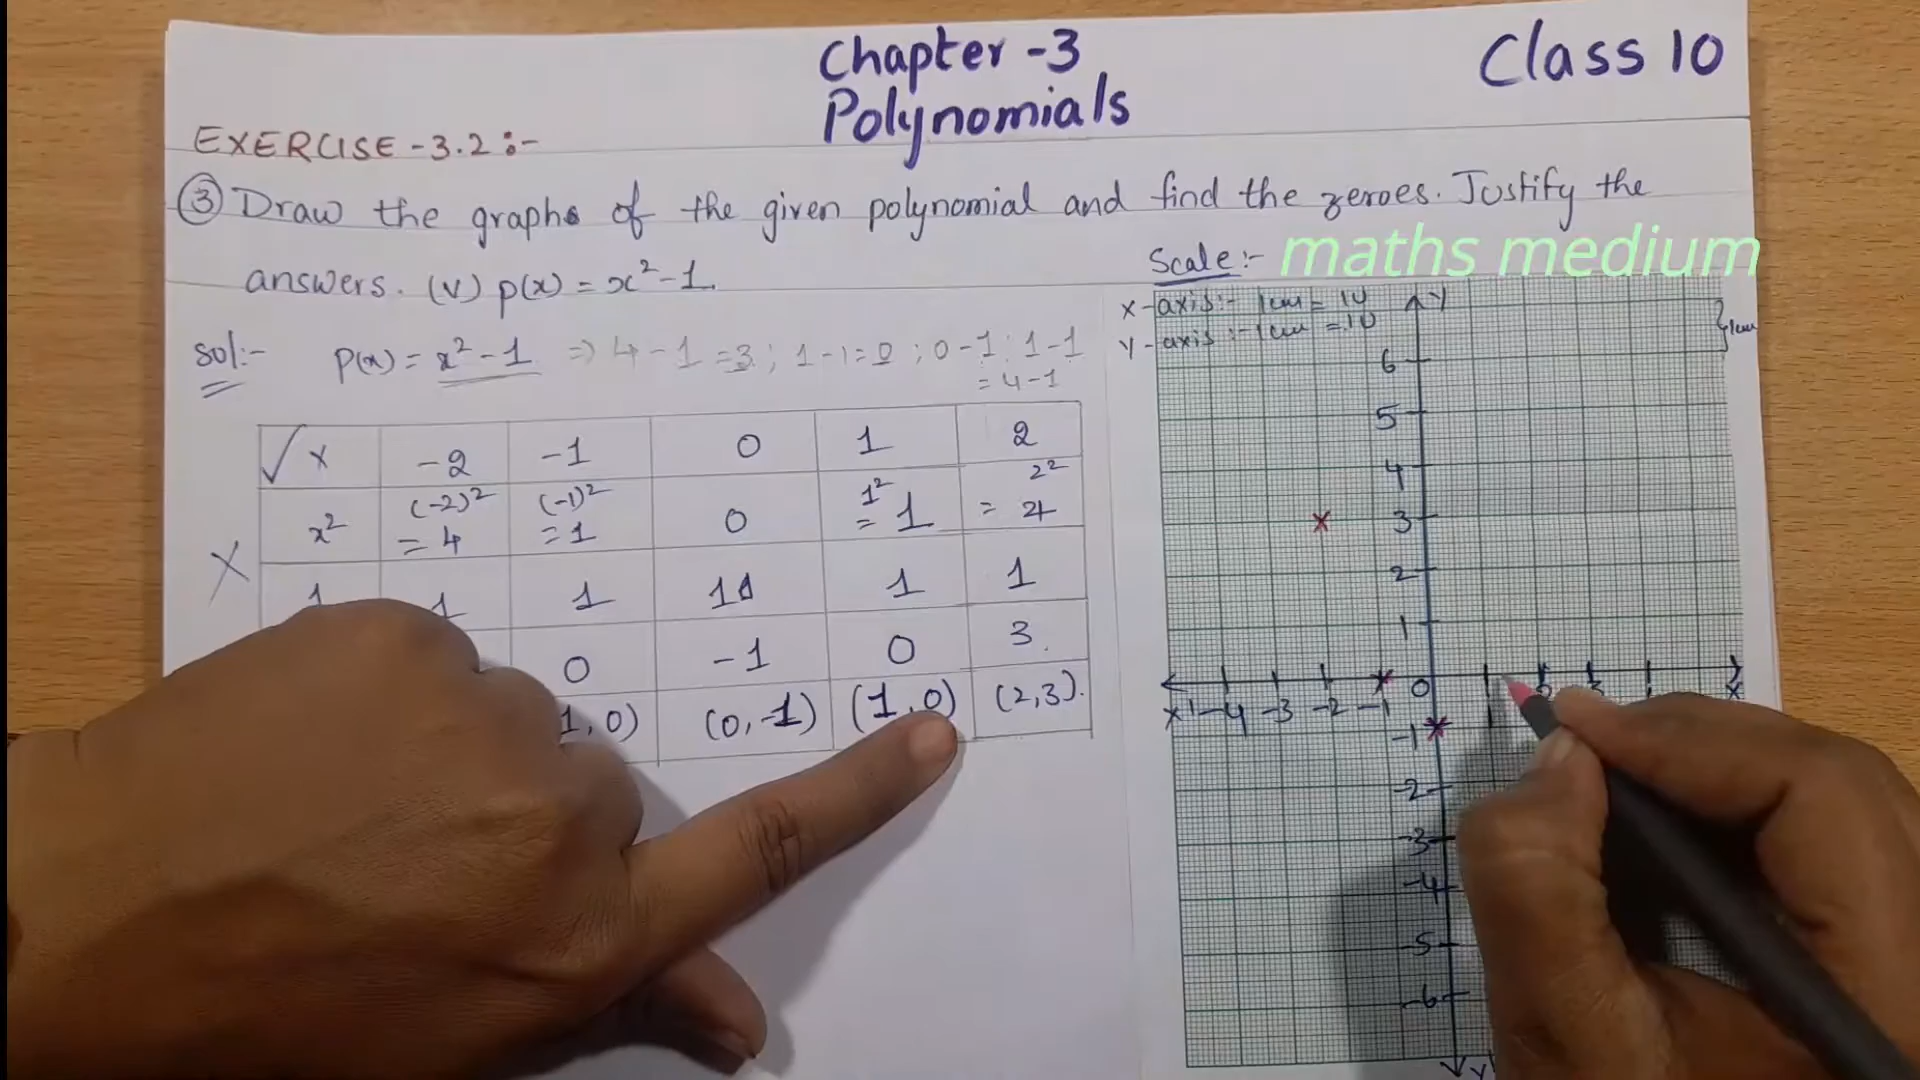 Chapter -3
Class 10
Polynomials
EXERCISE -3.2 :-
③ Draw the graphs of the given polynomial and find the zeroes. Justify the
answers. (v) p(x) = x² - 1.
Scale :-
maths medium
X-axis :- 1cm = 10
Y-axis :- 1cm = 10
Y
}1cm
Sol:- P(x) = x² - 1 => 4 - 1 = 3 ; 1 - 1 = 0 ; 0 - 1 ; 1 - 1
= 4 - 1
√ x -2 -1 0 1 2
x² (-2)² = 4 (-1)² = 1 0 1² = 1 2² = 4
X
1 1 1 1 1 1
0 -1 0 3.
1, 0) (0, -1) (1, 0) (2, 3).
6
5
4
3
2
1
X' -4 -3 -2 -1 0 2 3 X
-1
-2
-3
-4
-5
-6
Y'